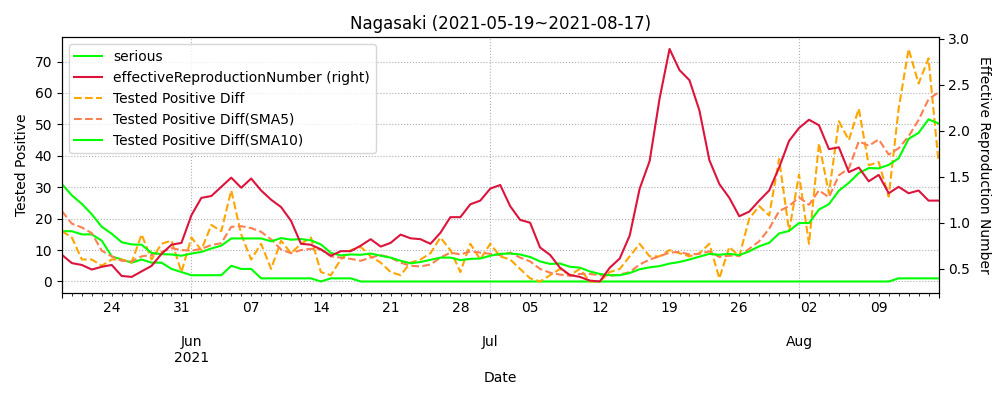 Nagasaki (2021-05-19~2021-08-17)
serious
effectiveReproductionNumber (right)
Tested Positive Diff
Tested Positive Diff(SMA5)
Tested Positive Diff(SMA10)
Tested Positive
70
60
50
40
30
20
10
0
3.0
2.5
2.0
1.5
1.0
0.5
Effective Reproduction Number
24 31 07 14 21 28 05 12 19 26 02 09
Jun Jul Aug
2021
Date